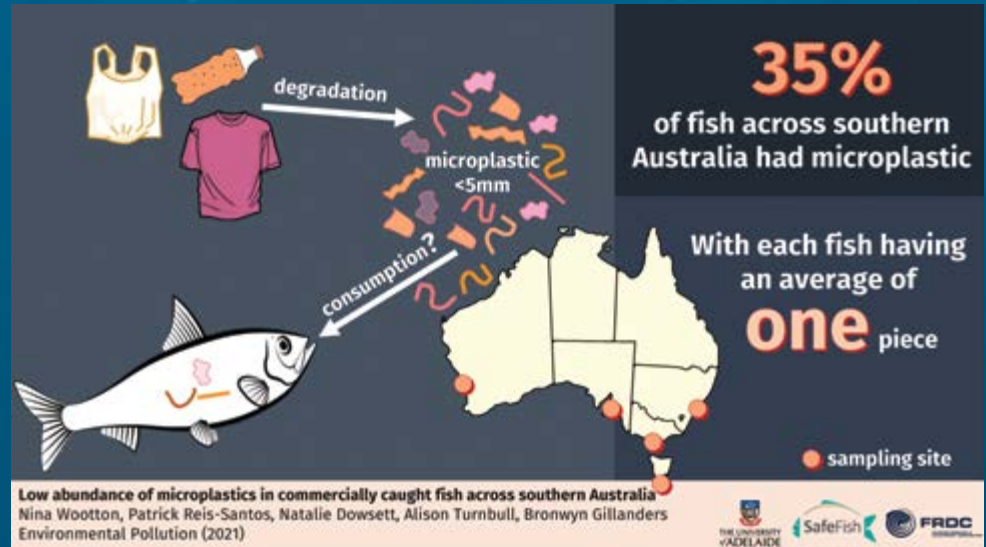 degradation
microplastic
<5mm
consumption?
35%
of fish across southern
Australia had microplastic
With each fish having
an average of
one piece
sampling site
Low abundance of microplastics in commercially caught fish across southern Australia
Nina Wootton, Patrick Reis-Santos, Natalie Dowsett, Alison Turnbull, Bronwyn Gillanders
Environmental Pollution (2021)
THE UNIVERSITY
of ADELAIDE
SafeFish
FRDC